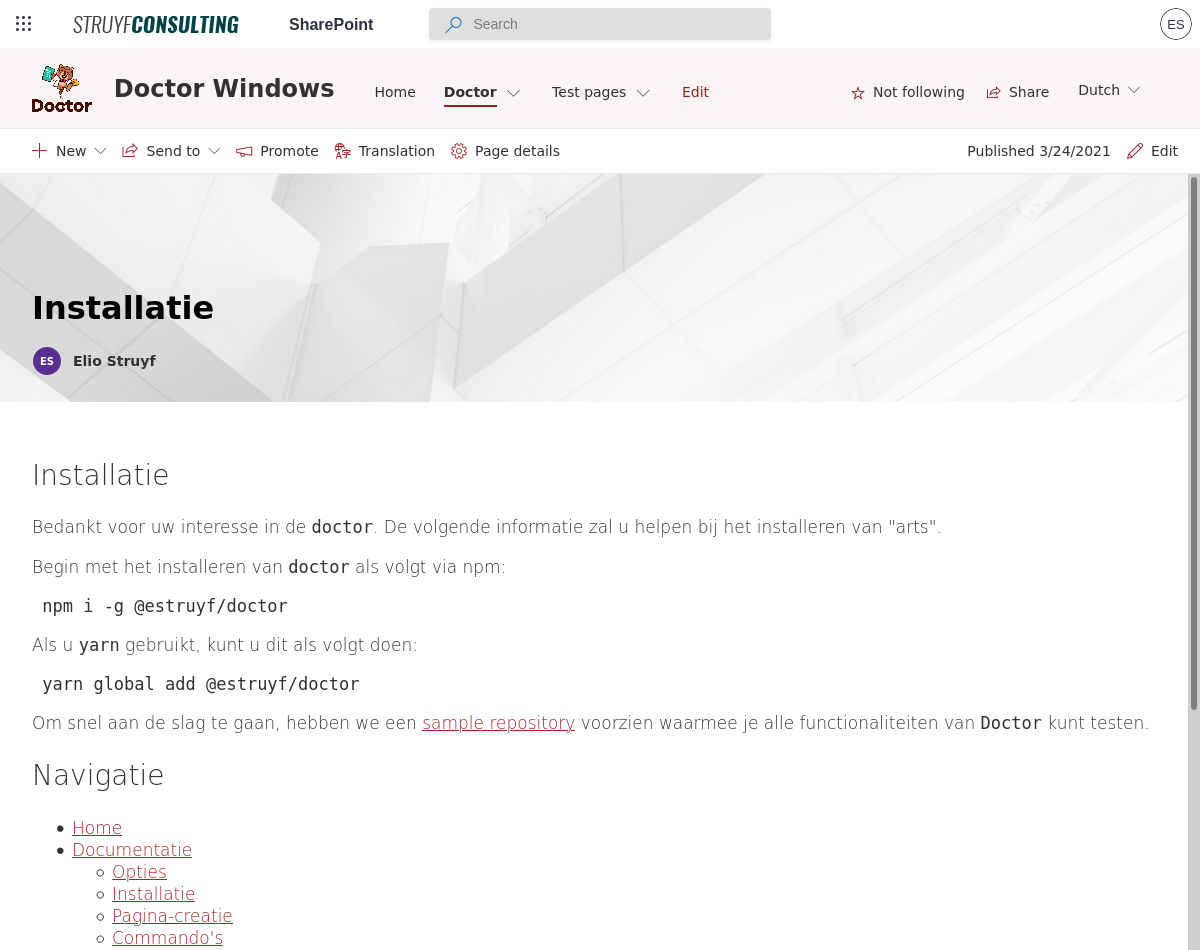 STRUYFCONSULTING SharePoint Search ES
Doctor Doctor Windows Home Doctor Test pages Edit Not following Share Dutch
New Send to Promote Translation Page details Published 3/24/2021 Edit
Installatie
ES Elio Struyf
Installatie
Bedankt voor uw interesse in de doctor. De volgende informatie zal u helpen bij het installeren van "arts".
Begin met het installeren van doctor als volgt via npm:
npm i -g @estruyf/doctor
Als u yarn gebruikt, kunt u dit als volgt doen:
yarn global add @estruyf/doctor
Om snel aan de slag te gaan, hebben we een sample repository voorzien waarmee je alle functionaliteiten van Doctor kunt testen.
Navigatie
Home
Documentatie
Opties
Installatie
Pagina-creatie
Commando's